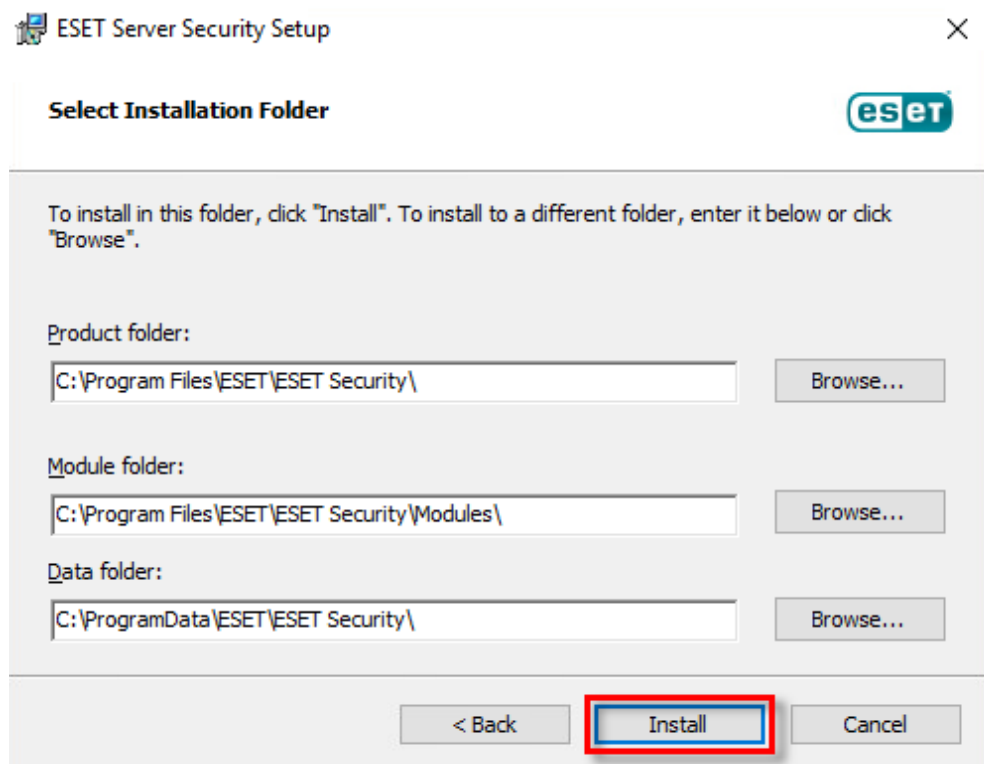 ESET Server Security Setup
Select Installation Folder
eset
To install in this folder, click "Install". To install to a different folder, enter it below or click
"Browse".
Product folder:
C:\Program Files\ESET\ESET Security\
Browse...
Module folder:
C:\Program Files\ESET\ESET Security\Modules\
Browse...
Data folder:
C:\ProgramData\ESET\ESET Security\
Browse...
< Back
Install
Cancel